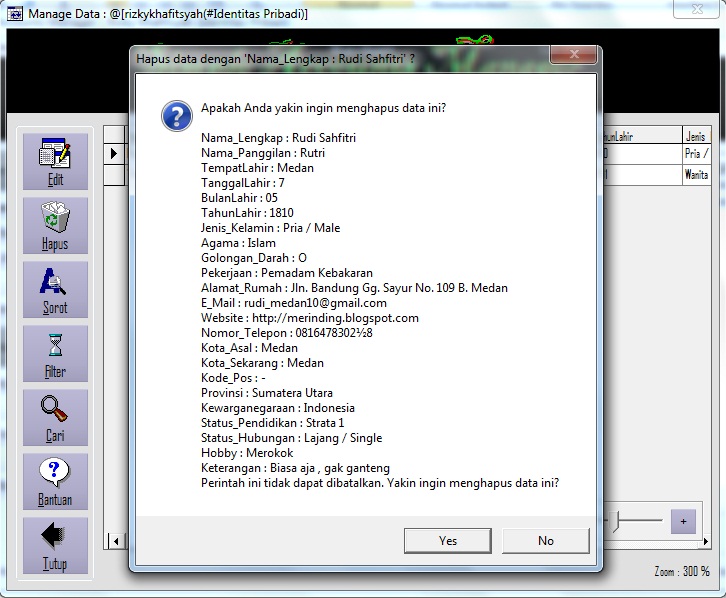 Manage Data : @[rizkykhafitsyah(#Identitas Pribadi)]
Hapus data dengan 'Nama_Lengkap : Rudi Sahfitri' ?
Apakah Anda yakin ingin menghapus data ini?
Nama_Lengkap : Rudi Sahfitri
Nama_Panggilan : Rutri
TempatLahir : Medan
TanggalLahir : 7
BulanLahir : 05
TahunLahir : 1810
Jenis_Kelamin : Pria / Male
Agama : Islam
Golongan_Darah : O
Pekerjaan : Pemadam Kebakaran
Alamat_Rumah : Jln. Bandung Gg. Sayur No. 109 B. Medan
E_Mail : rudi_medan10@gmail.com
Website : http://merinding.blogspot.com
Nomor_Telepon : 0816478302½8
Kota_Asal : Medan
Kota_Sekarang : Medan
Kode_Pos : -
Provinsi : Sumatera Utara
Kewarganegaraan : Indonesia
Status_Pendidikan : Strata 1
Status_Hubungan : Lajang / Single
Hobby : Merokok
Keterangan : Biasa aja , gak ganteng
Perintah ini tidak dapat dibatalkan. Yakin ingin menghapus data ini?
Yes
No
Edit
Hapus
Sorot
Filter
Cari
Bantuan
Tutup
nunLahir
Jenis
Pria /
Wanita
+
Zoom : 300 %